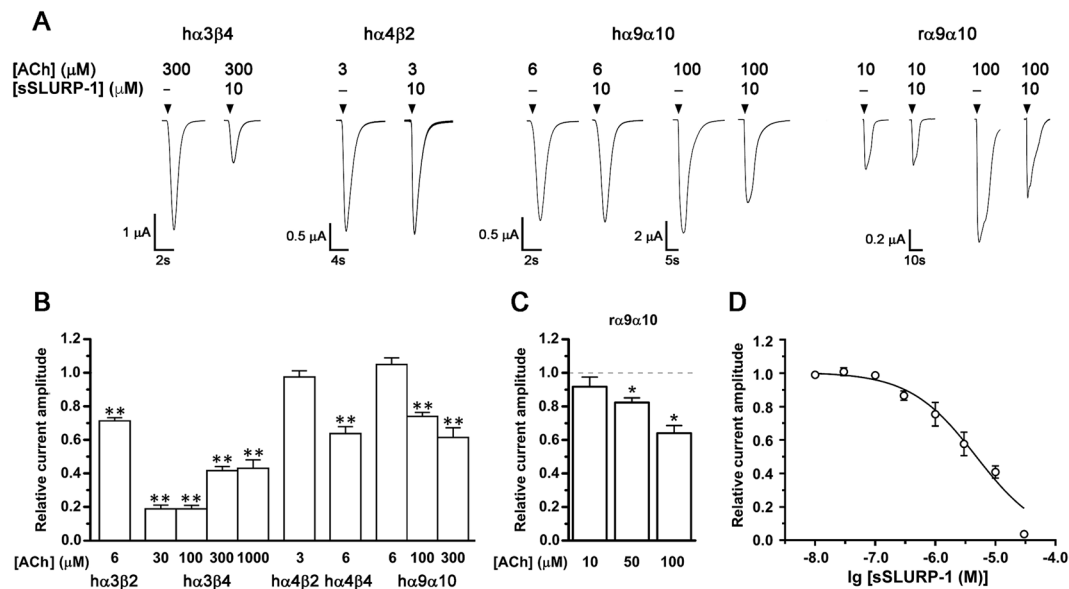 A
hα3β4 hα4β2 hα9α10 rα9α10
[ACh] (μM) 300 300 3 3 6 6 100 100 10 10 100 100
[sSLURP-1] (μM) – 10 – 10 – 10 – 10 – 10 – 10
1 μA
2s
0.5 μA
4s
0.5 μA
2s
2 μA
5s
0.2 μA
10s
B
Relative current amplitude
1.2
1.0
0.8
0.6
0.4
0.2
0.0
** ** ** ** ** ** ** **
[ACh] (μM) 6 30 100 300 1000 3 6 6 100 300
hα3β2 hα3β4 hα4β2 hα4β4 hα9α10
C
rα9α10
Relative current amplitude
1.2
1.0
0.8
0.6
0.4
0.2
0.0
* *
[ACh] (μM) 10 50 100
D
Relative current amplitude
1.2
1.0
0.8
0.6
0.4
0.2
0.0
-8.0 -7.0 -6.0 -5.0 -4.0
lg [sSLURP-1 (M)]